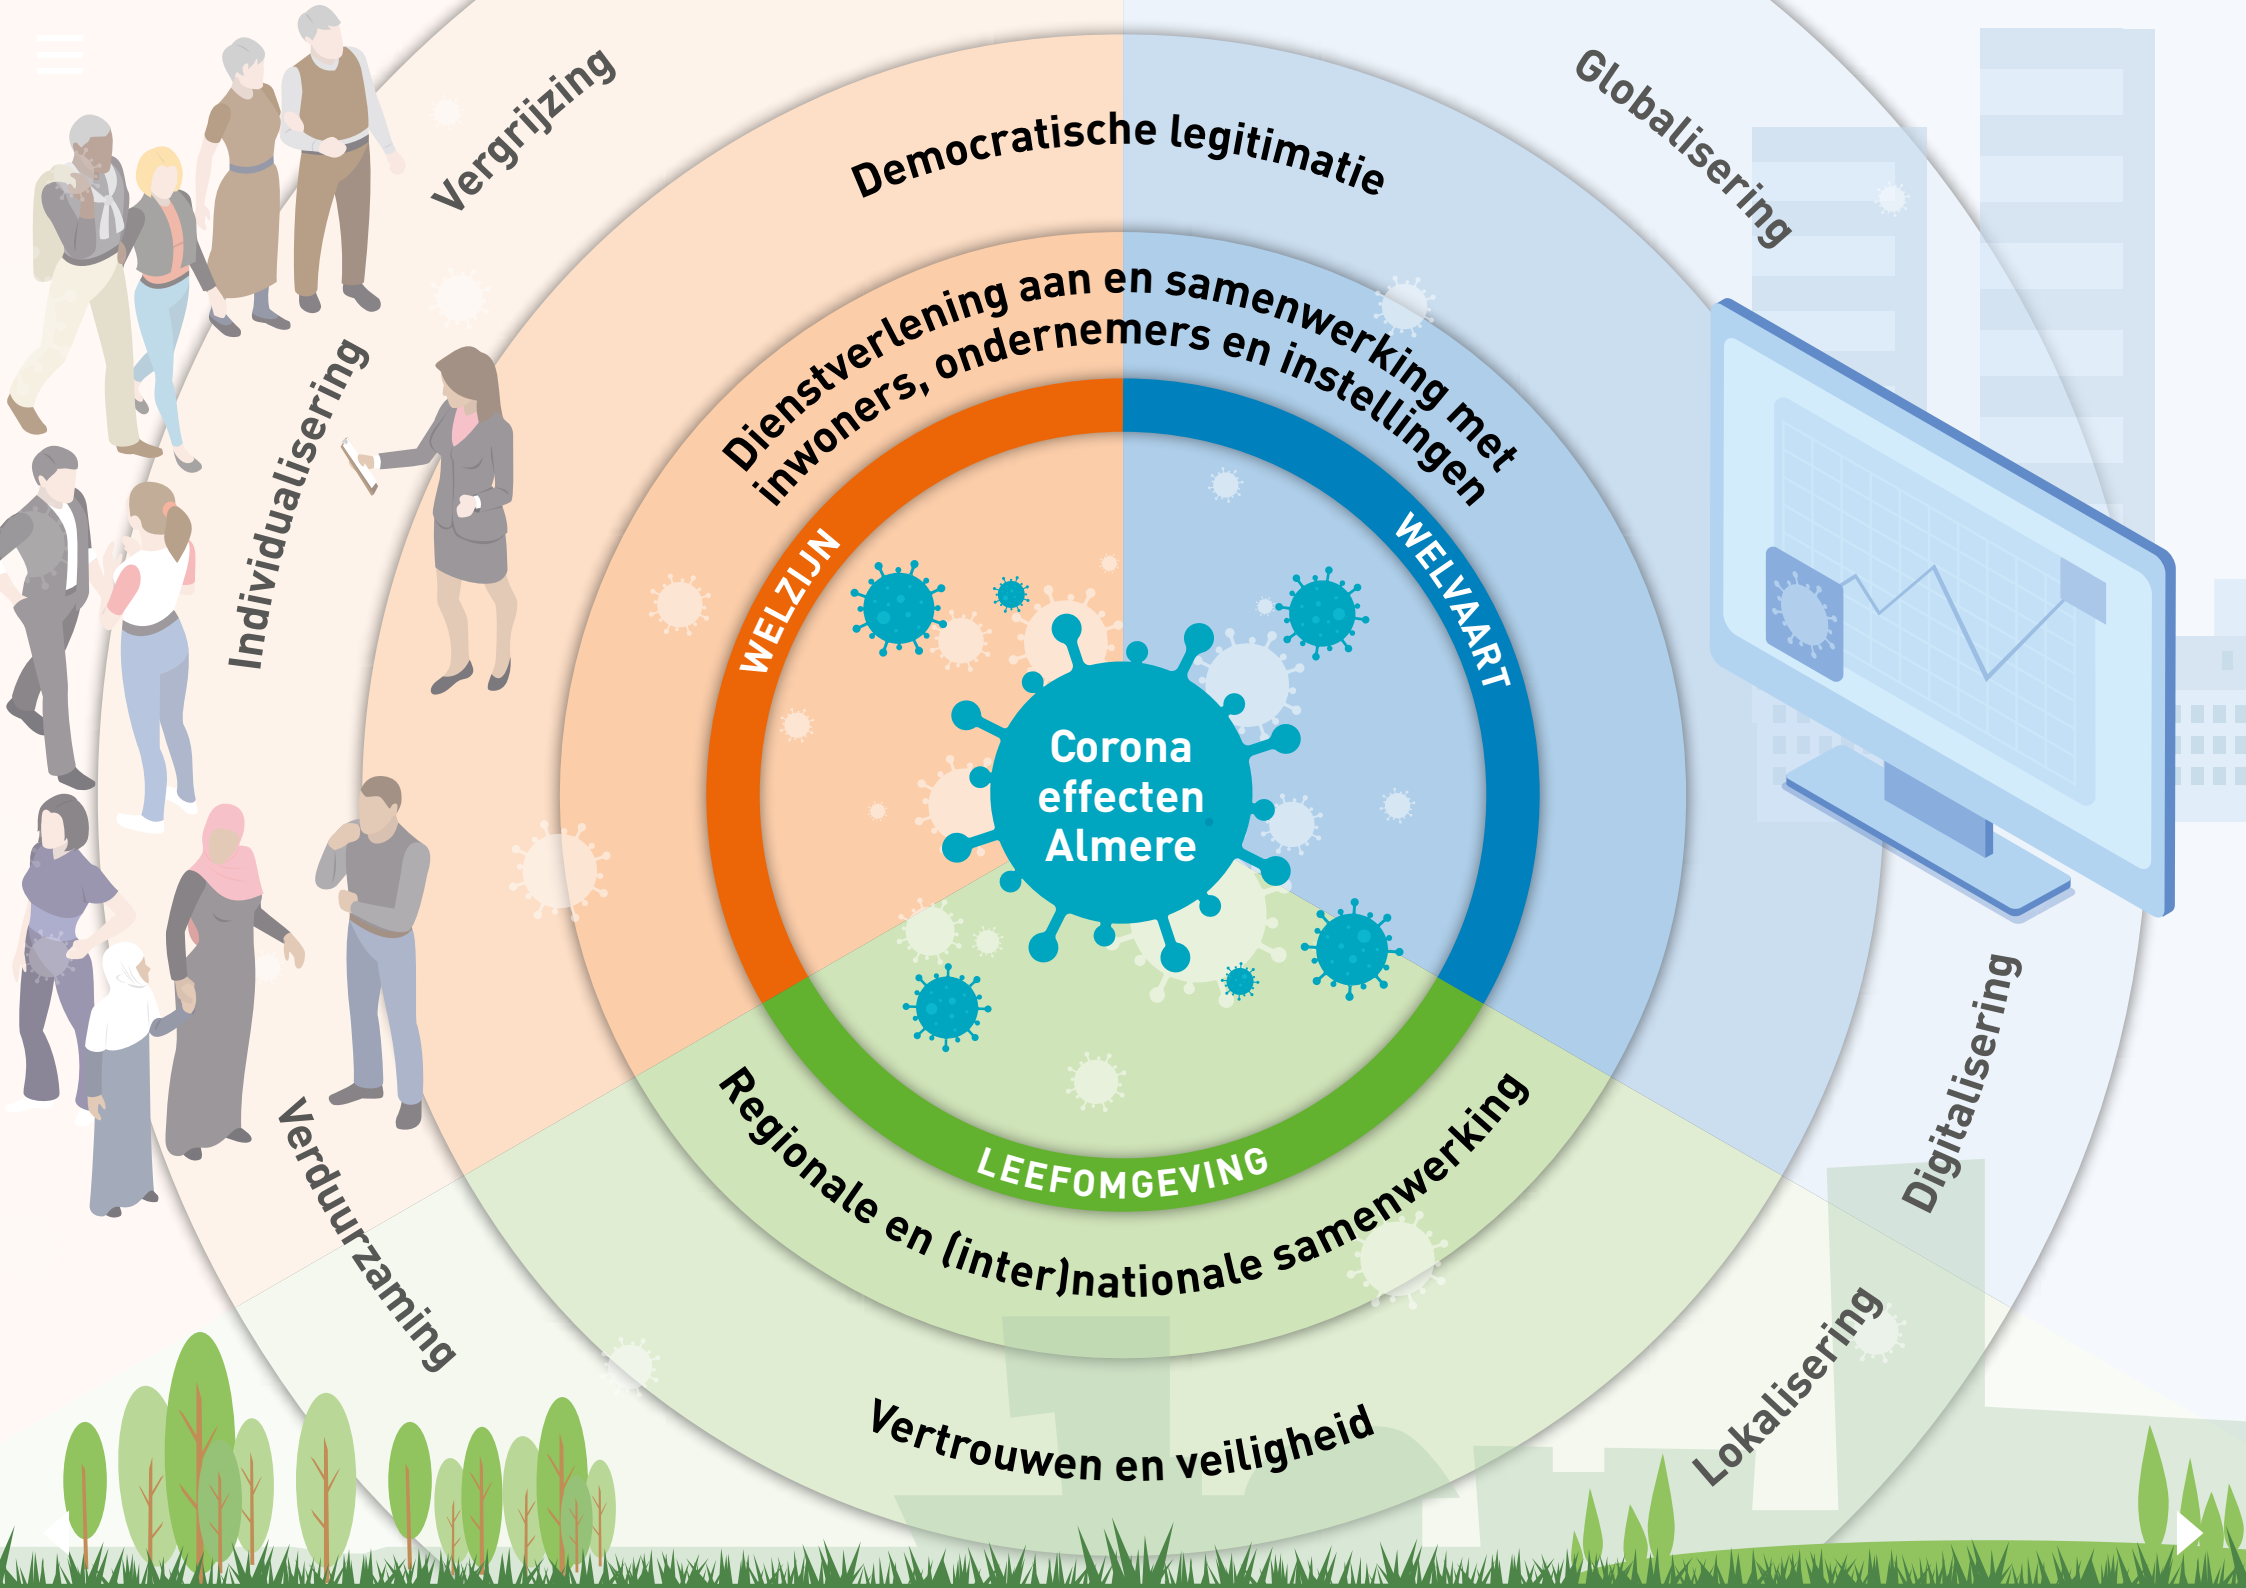 Vergrijzing
Globalisering
Democratische legitimatie
Dienstverlening aan en samenwerking met
inwoners, ondernemers en instellingen
Individualisering
WELZIJN
WELVAART
Corona
effecten
Almere
LEEFOMGEVING
Regionale en (inter)nationale samenwerking
Digitalisering
Verduurzaming
Lokalisering
Vertrouwen en veiligheid